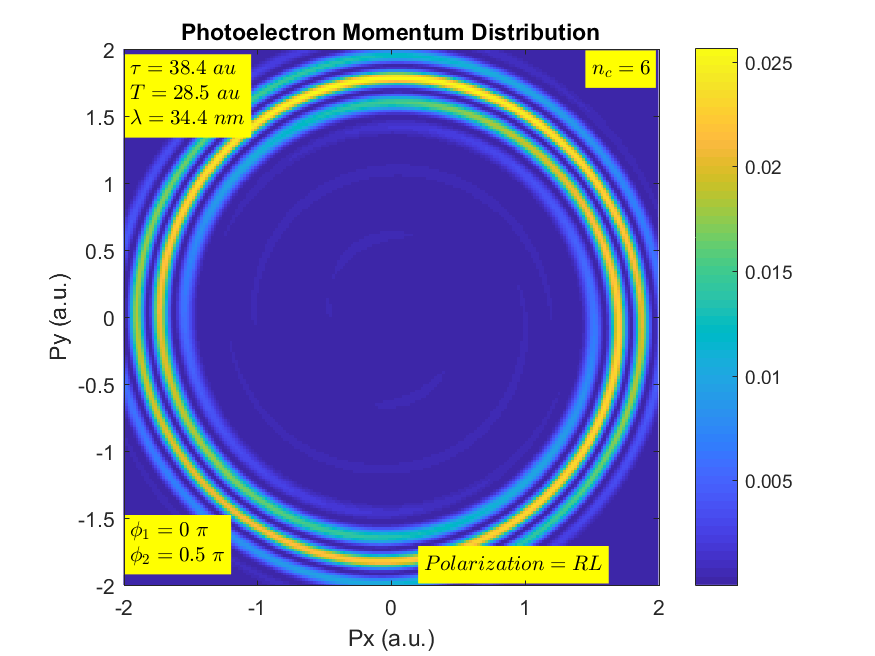 Photoelectron Momentum Distribution
τ = 38.4 au
T = 28.5 au
λ = 34.4 nm
n_c = 6
ϕ_1 = 0 π
ϕ_2 = 0.5 π
Polarization = RL
2
1.5
1
0.5
0
-0.5
-1
-1.5
-2
Py (a.u.)
-2
-1
0
1
2
Px (a.u.)
0.025
0.02
0.015
0.01
0.005